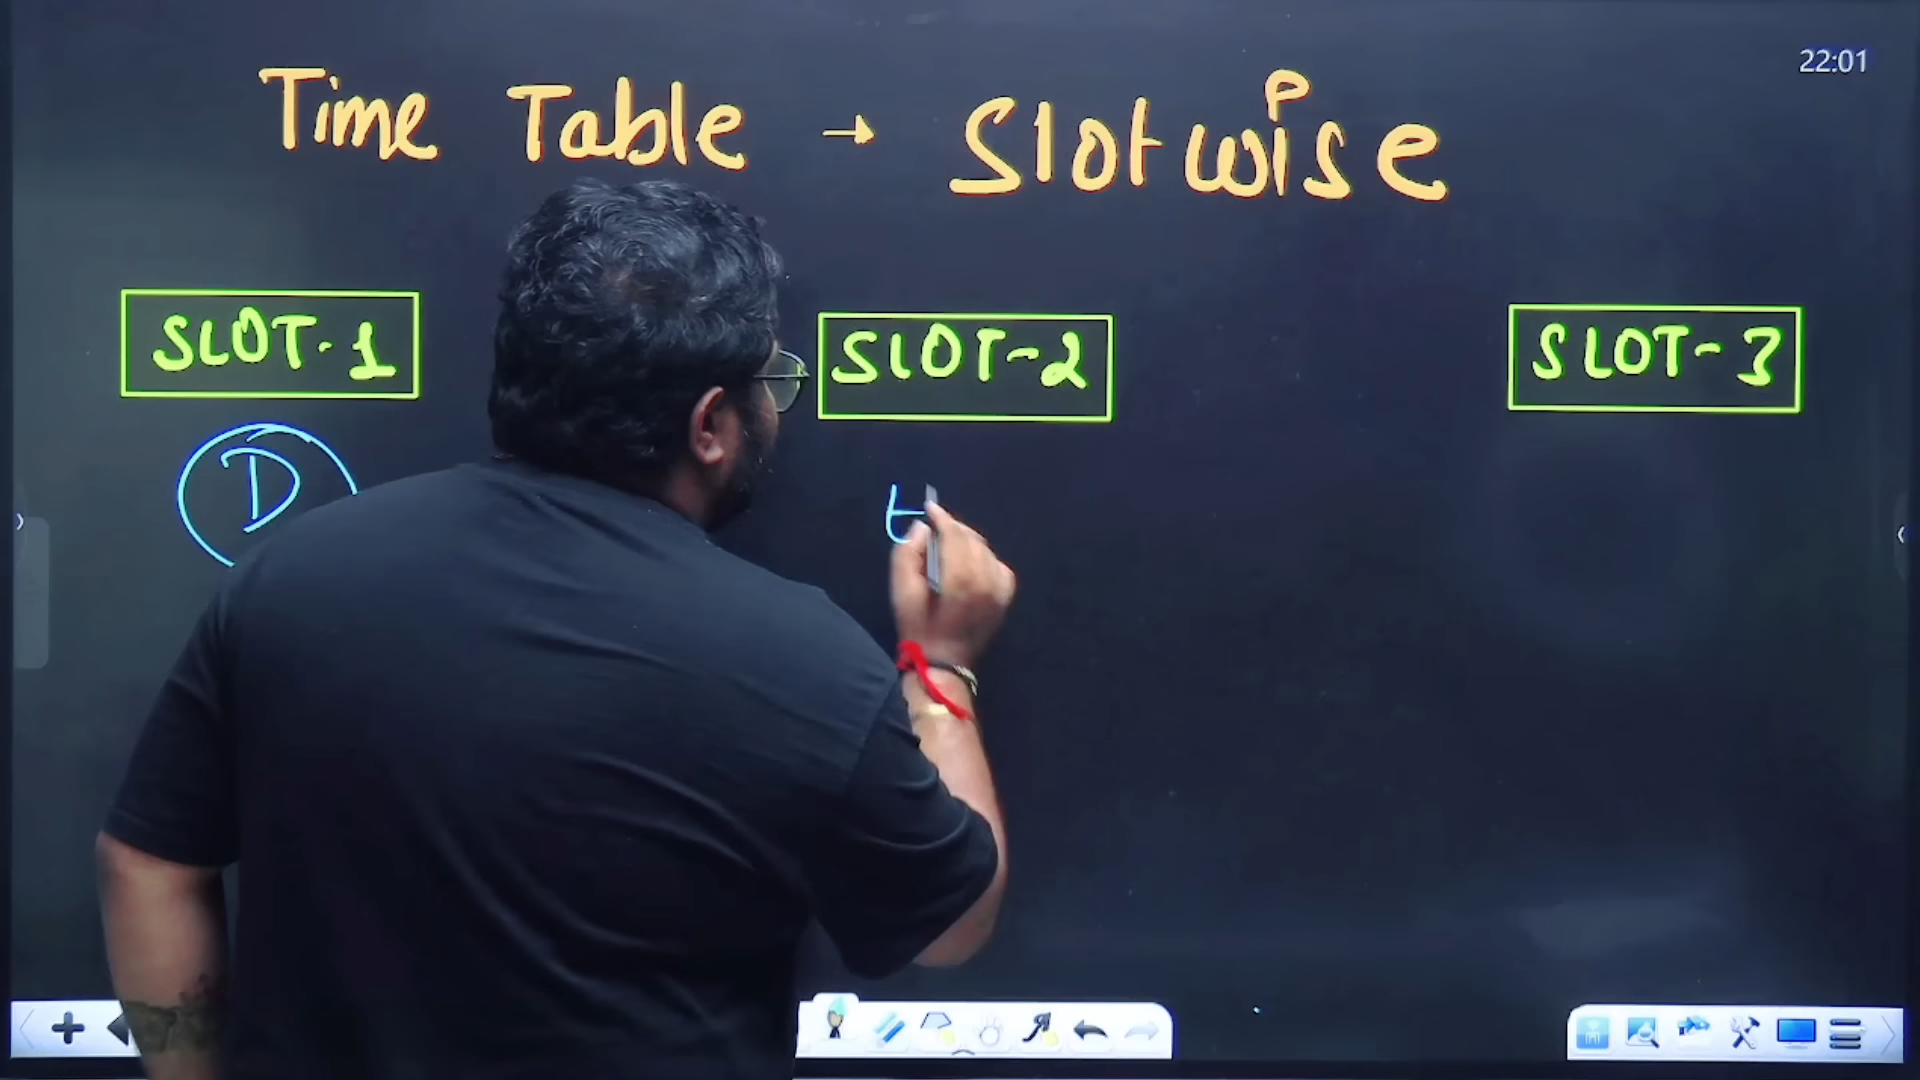 22:01
Time Table → Slotwise
SLOT-1
SLOT-2
SLOT-3
D